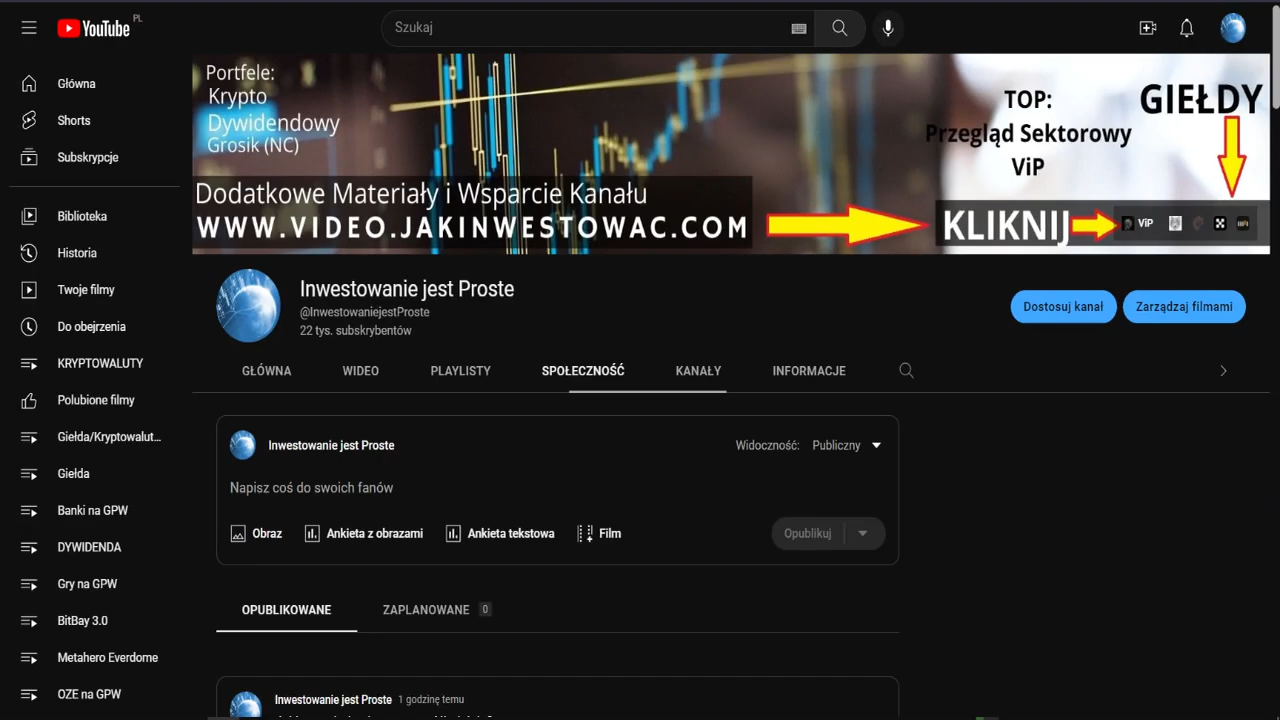 YouTube PL
Szukaj
Główna
Shorts
Subskrypcje
Biblioteka
Historia
Twoje filmy
Do obejrzenia
KRYPTOWALUTY
Polubione filmy
Giełda/Kryptowalut...
Giełda
Banki na GPW
DYWIDENDA
Gry na GPW
BitBay 3.0
Metahero Everdome
OZE na GPW
Portfele:
Krypto
Dywidendowy
Grosik (NC)
Dodatkowe Materiały i Wsparcie Kanału
WWW.VIDEO.JAKINWESTOWAC.COM
TOP:
Przegląd Sektorowy
ViP
GIEŁDY
KLIKNIJ
ViP
Inwestowanie jest Proste
@InwestowaniejestProste
22 tys. subskrybentów
Dostosuj kanał
Zarządzaj filmami
GŁÓWNA WIDEO PLAYLISTY SPOŁECZNOŚĆ KANAŁY INFORMACJE
Inwestowanie jest Proste
Widoczność: Publiczny
Napisz coś do swoich fanów
Obraz Ankieta z obrazami Ankieta tekstowa Film
Opublikuj
OPUBLIKOWANE ZAPLANOWANE 0
Inwestowanie jest Proste 1 godzinę temu